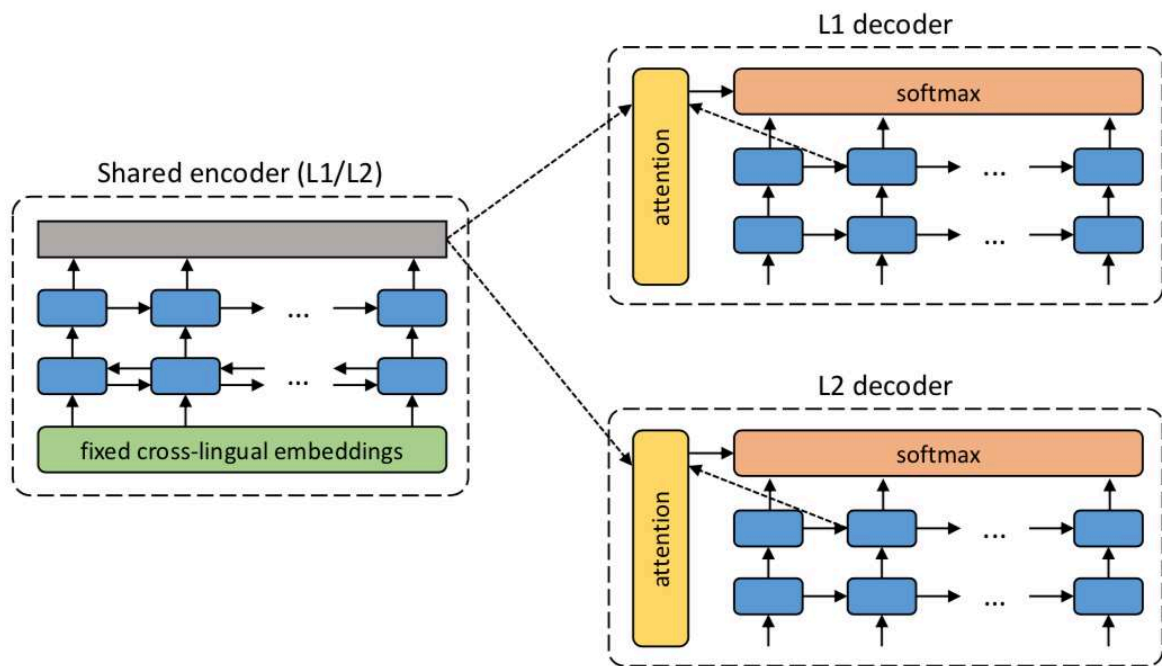 Shared encoder (L1/L2)
...
...
fixed cross-lingual embeddings
L1 decoder
attention
softmax
...
...
L2 decoder
attention
softmax
...
...